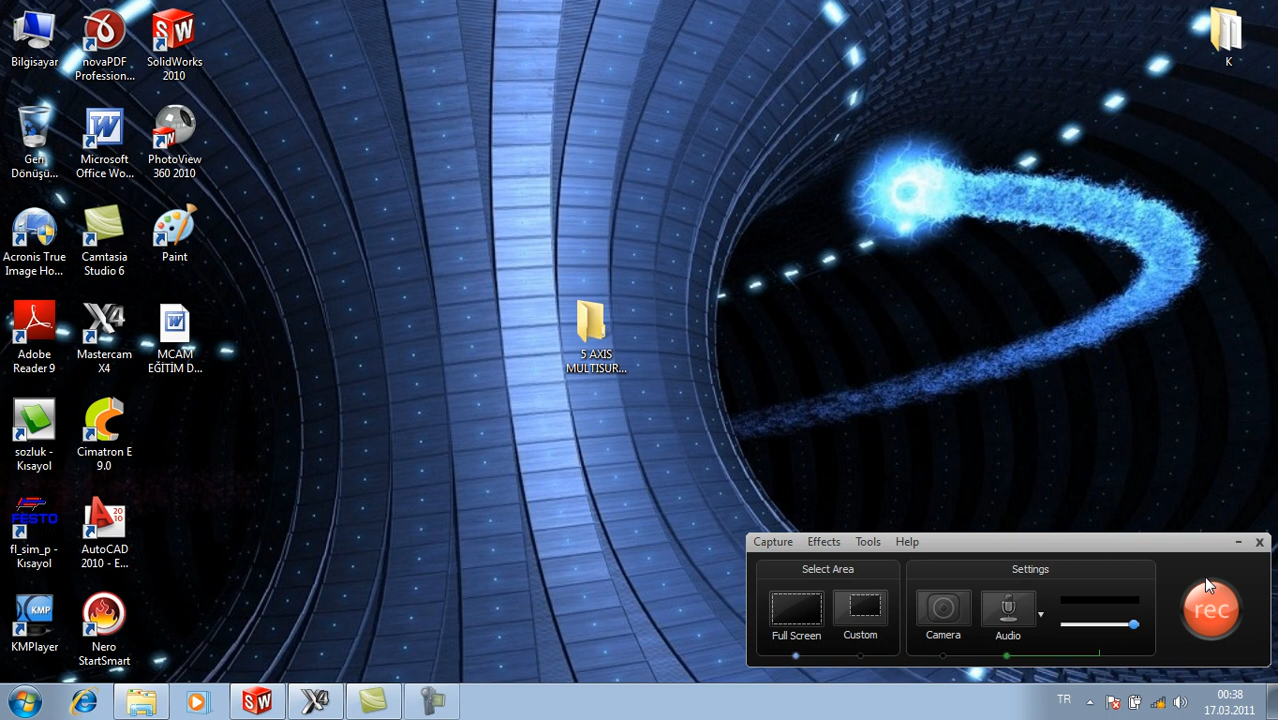 Bilgisayar
novaPDF
Profession...
SolidWorks
2010
K
Geri
Dönüşü...
Microsoft
Office Wo...
PhotoView
360 2010
Acronis True
Image Ho...
Camtasia
Studio 6
Paint
Adobe
Reader 9
Mastercam
X4
MCAM
EĞİTİM D...
5 AXIS
MULTISUR...
sozluk -
Kısayol
Cimatron E
9.0
FESTO
fl_sim_p -
Kısayol
AutoCAD
2010 - E...
KMP
KMPlayer
Nero
StartSmart
Capture Effects Tools Help
Select Area
Settings
Full Screen
Custom
Camera
Audio
rec
TR
00:38
17.03.2011